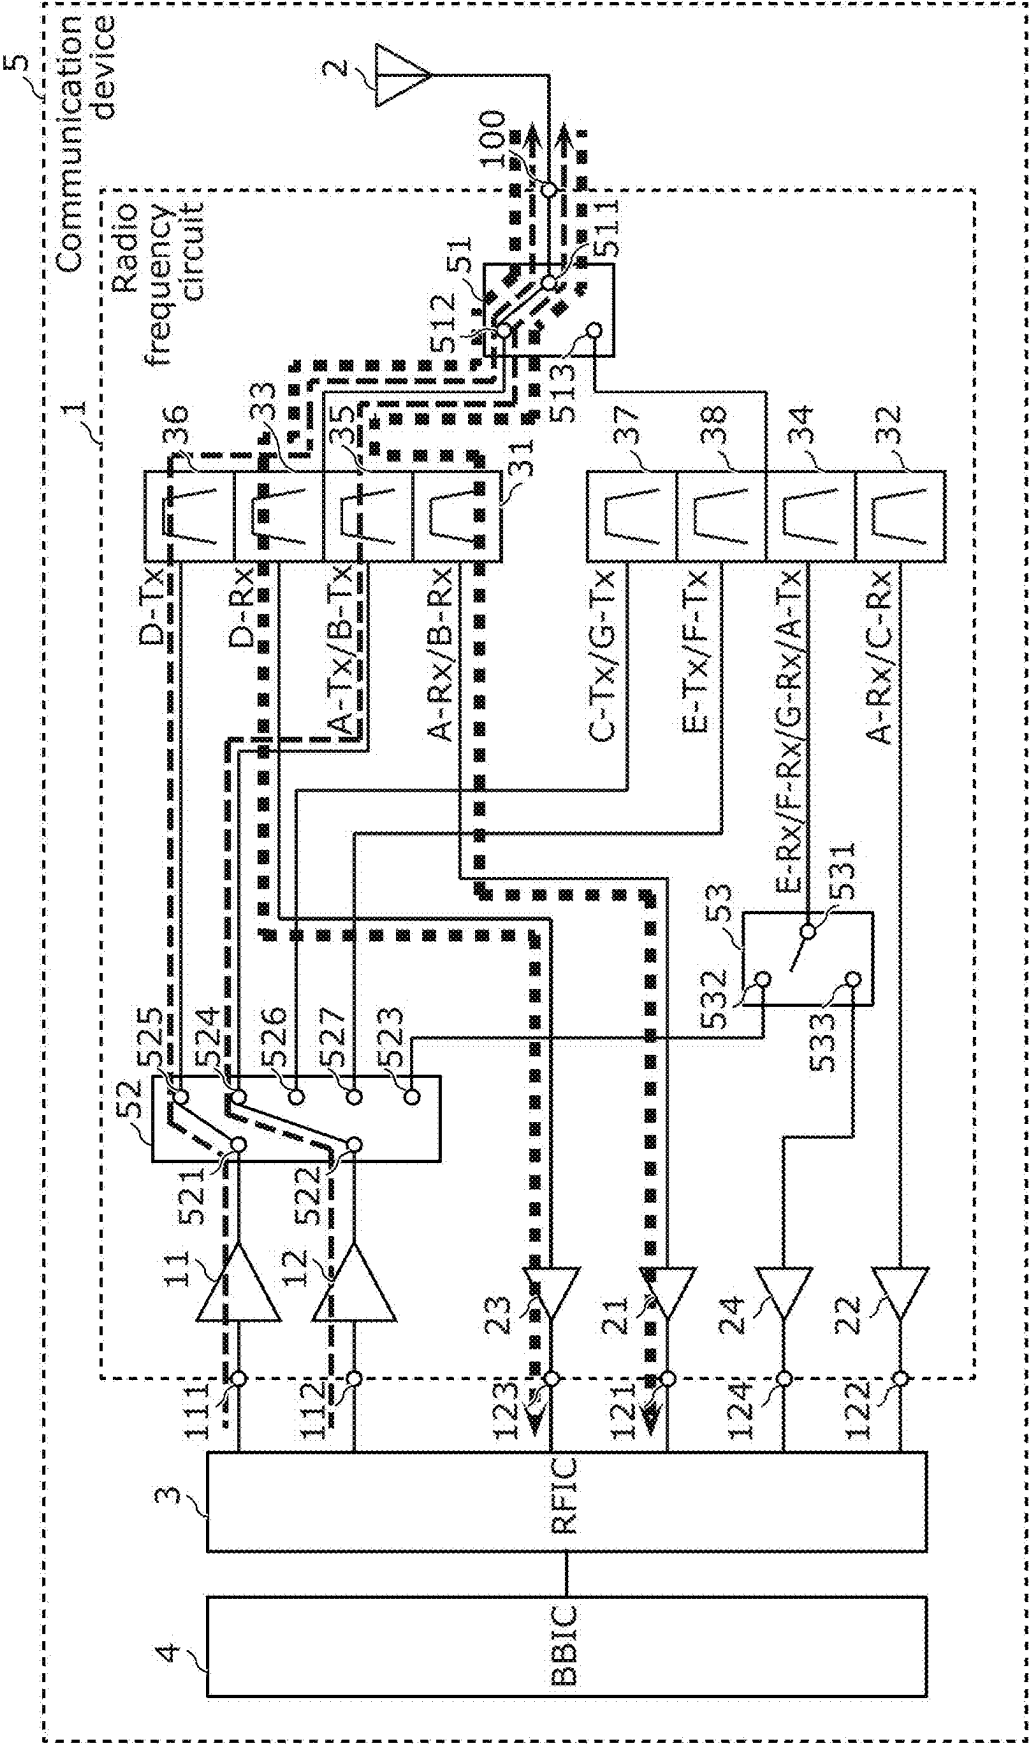 5
Communication
device
1
Radio
frequency
circuit
2
100
51
511
512
513
36
33
35
31
37
38
34
32
D-Tx
D-Rx
A-Tx/B-Tx
A-Rx/B-Rx
C-Tx/G-Tx
E-Tx/F-Tx
E-Rx/F-Rx/G-Rx/A-Tx
A-Rx/C-Rx
53
531
532
533
52
525
524
526
527
523
521
522
11
12
23
21
24
22
111
112
123
121
124
122
3
RFIC
4
BBIC